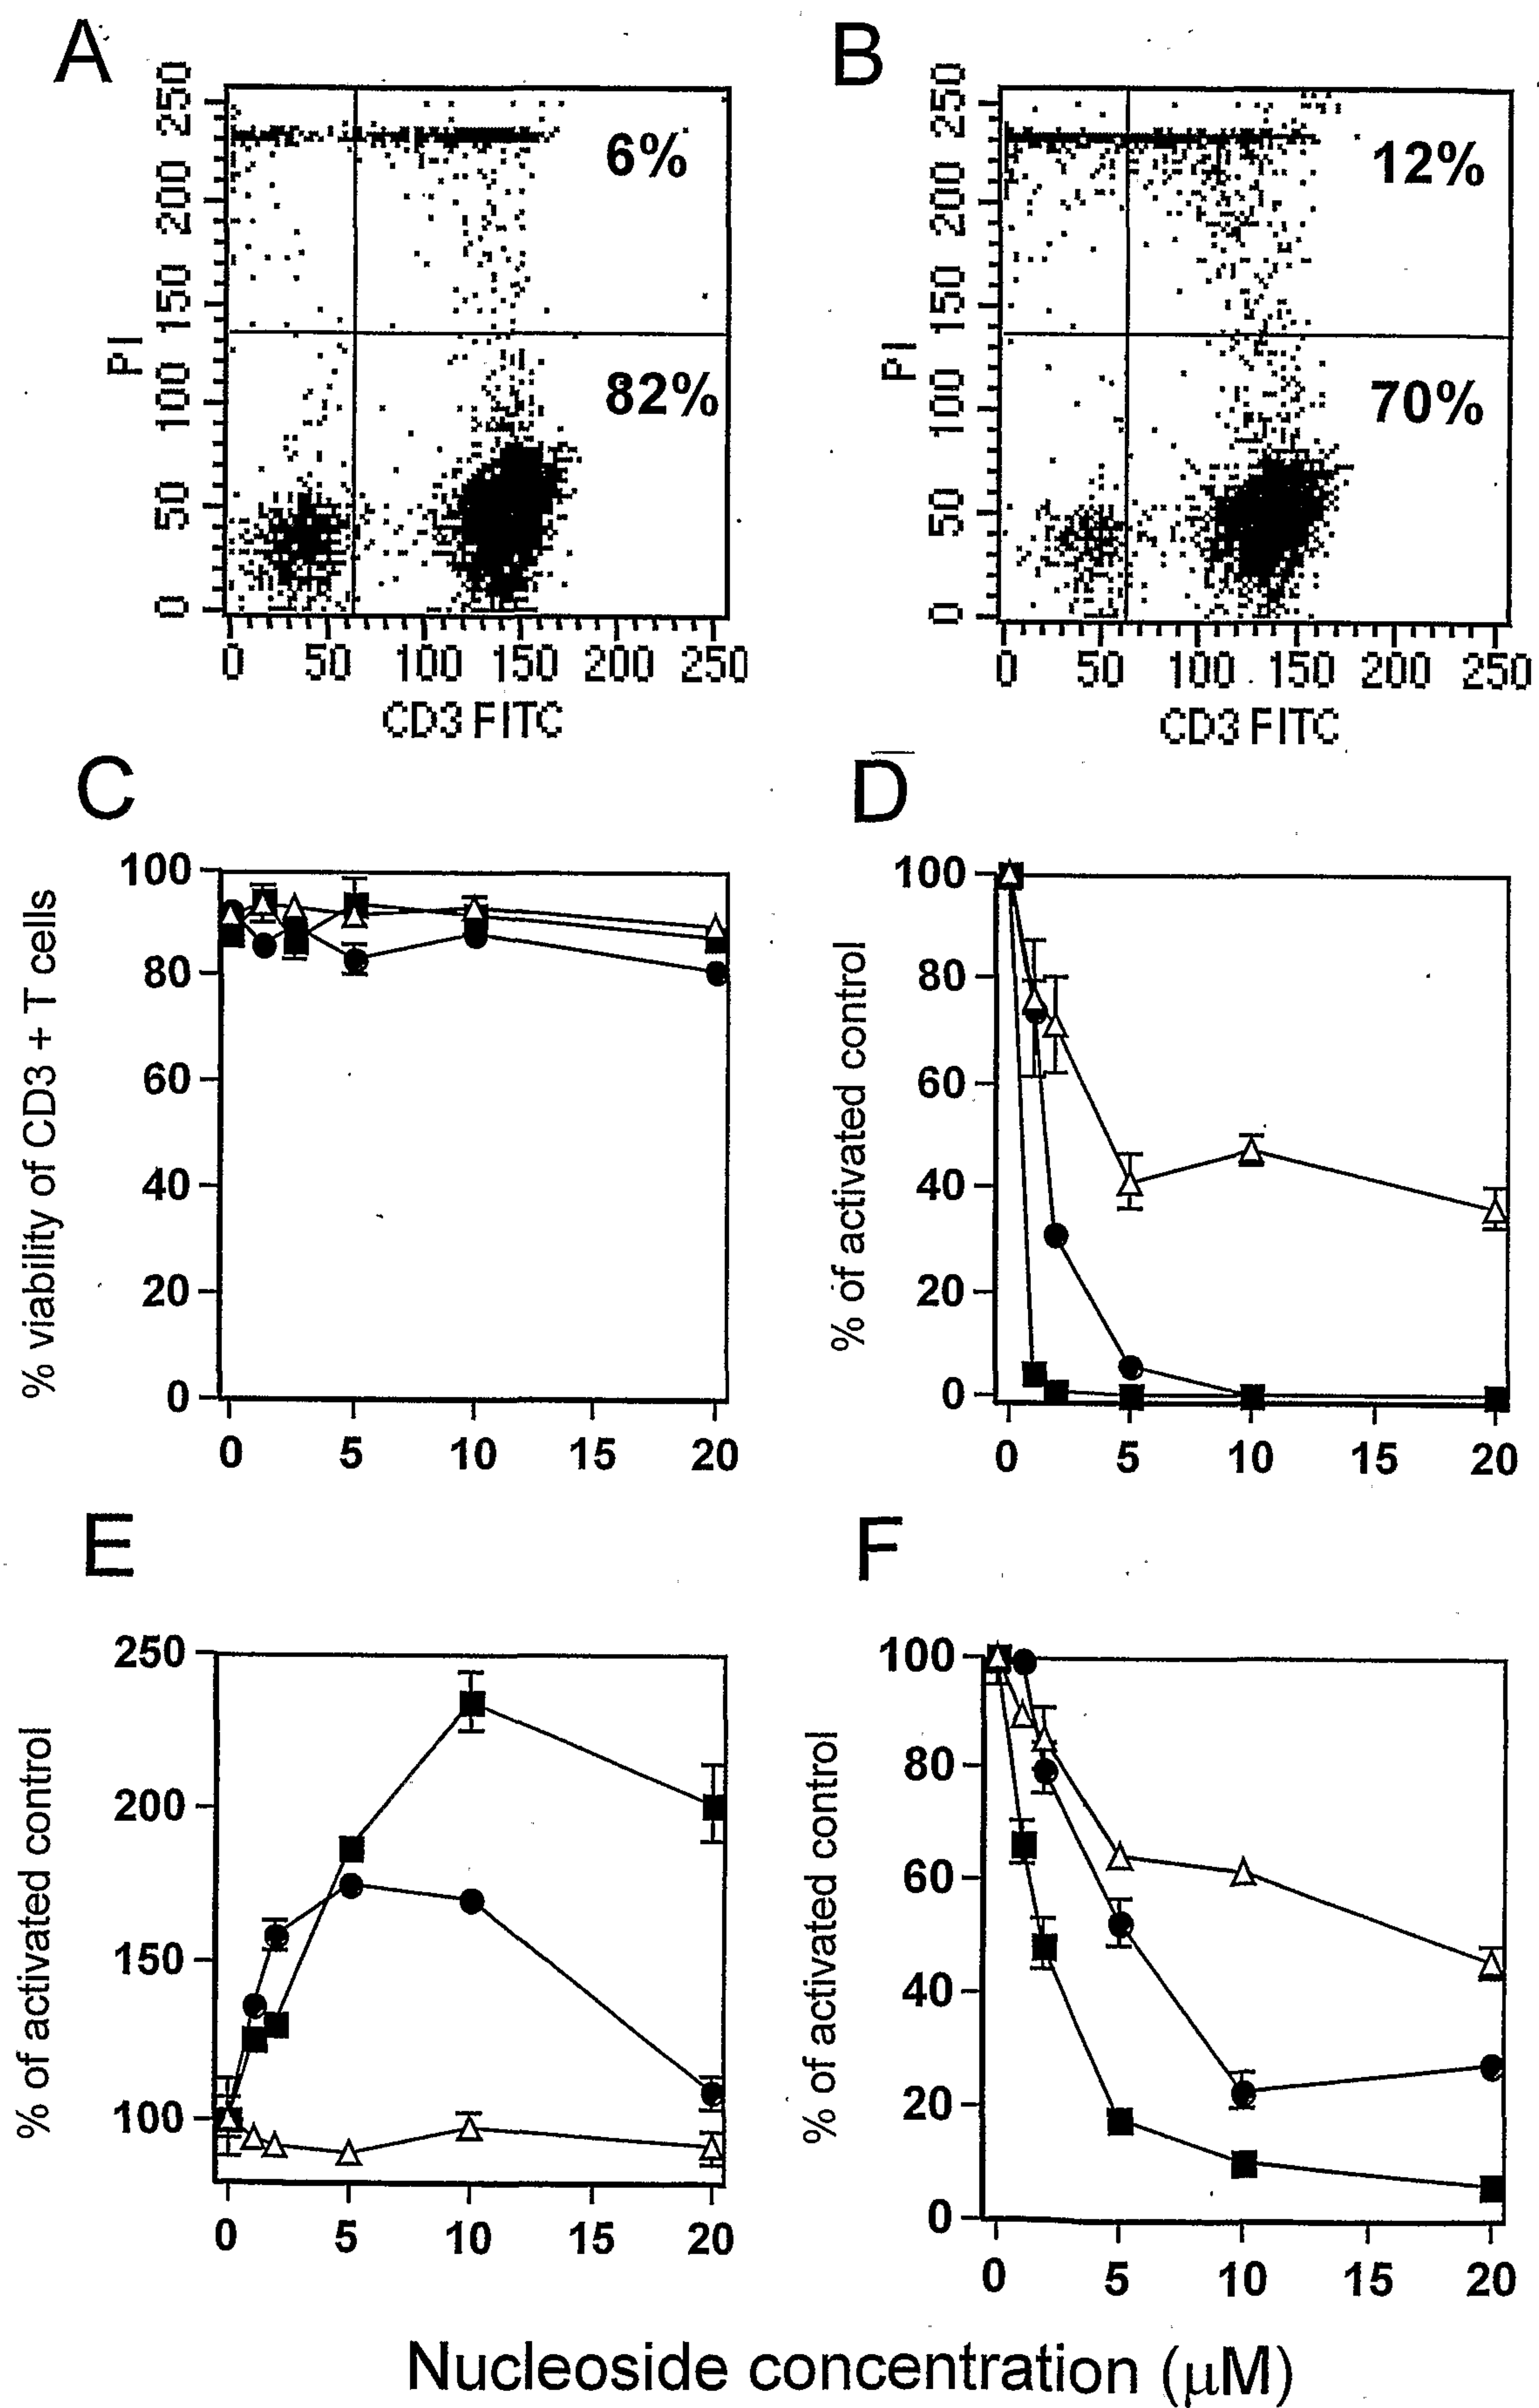 A
B
250
200
150
100
50
0
PI
6%
82%
0 50 100 150 200 250
CD3 FITC
250
200
150
100
50
0
PI
12%
70%
0 50 100 150 200 250
CD3 FITC
C
D
100
80
60
40
20
0
% viability of CD3 + T cells
0 5 10 15 20
100
80
60
40
20
0
% of activated control
0 5 10 15 20
E
F
250
200
150
100
% of activated control
0 5 10 15 20
100
80
60
40
20
0
% of activated control
0 5 10 15 20
Nucleoside concentration (μM)